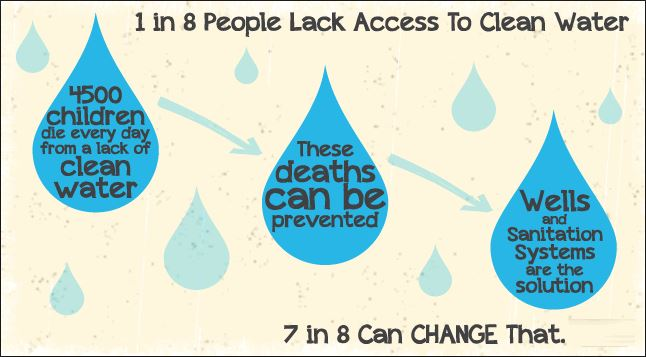 1 in 8 People Lack Access To Clean Water
4500
children
die every day
from a lack of
clean
water
These
deaths
can be
prevented
Wells
and
Sanitation
Systems
are the
solution
7 in 8 Can CHANGE That.